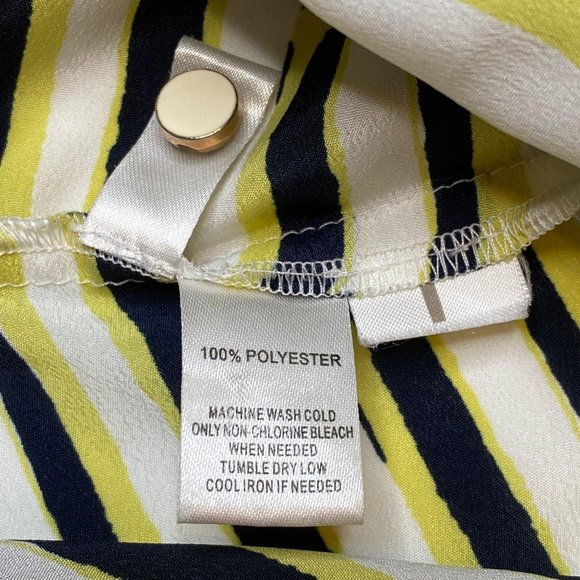 100% POLYESTER
MACHINE WASH COLD
ONLY NON-CHLORINE BLEACH
WHEN NEEDED
TUMBLE DRY LOW
COOL IRON IF NEEDED